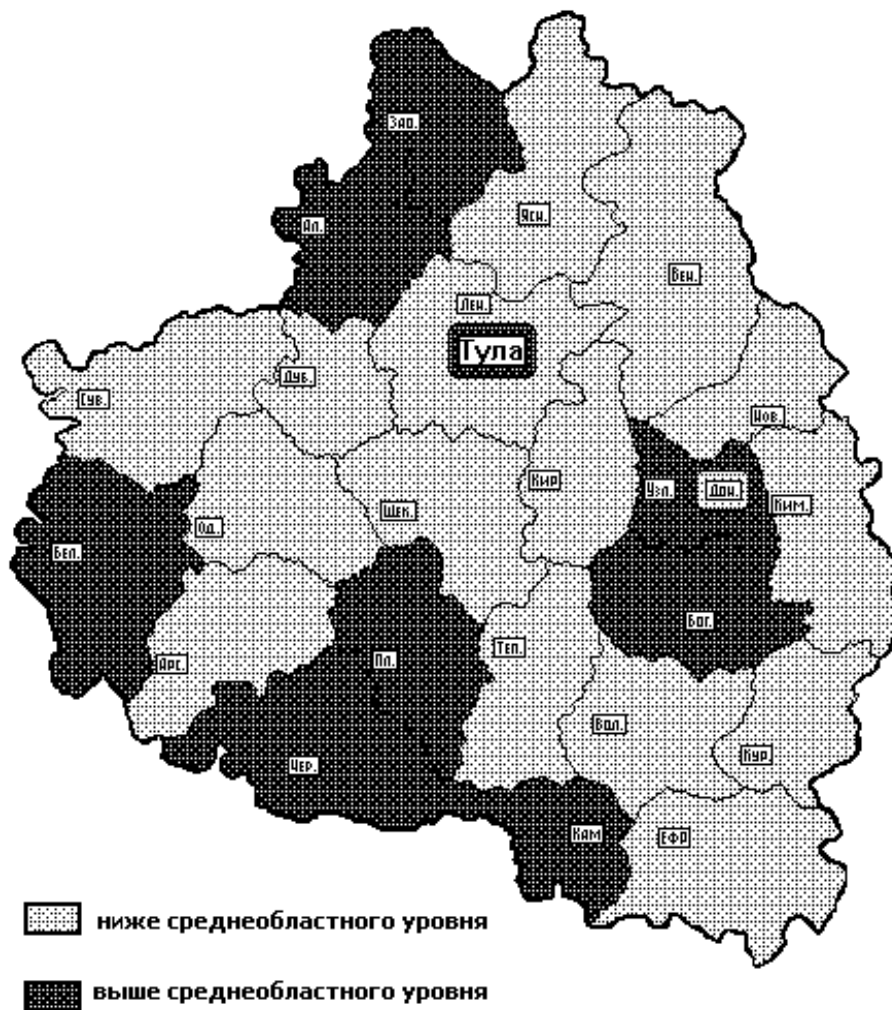 Зао.
Ал.
Ясн.
Вен.
Лен.
Тула
Дуб.
Сув.
Нов.
Кир
Узл.
Дон.
Ким.
Щек.
Од.
Бел.
Бог.
Теп.
Арс.
Пл.
Вол.
Кур.
Чер.
Кам
Ефр
ниже среднеобластного уровня
выше среднеобластного уровня